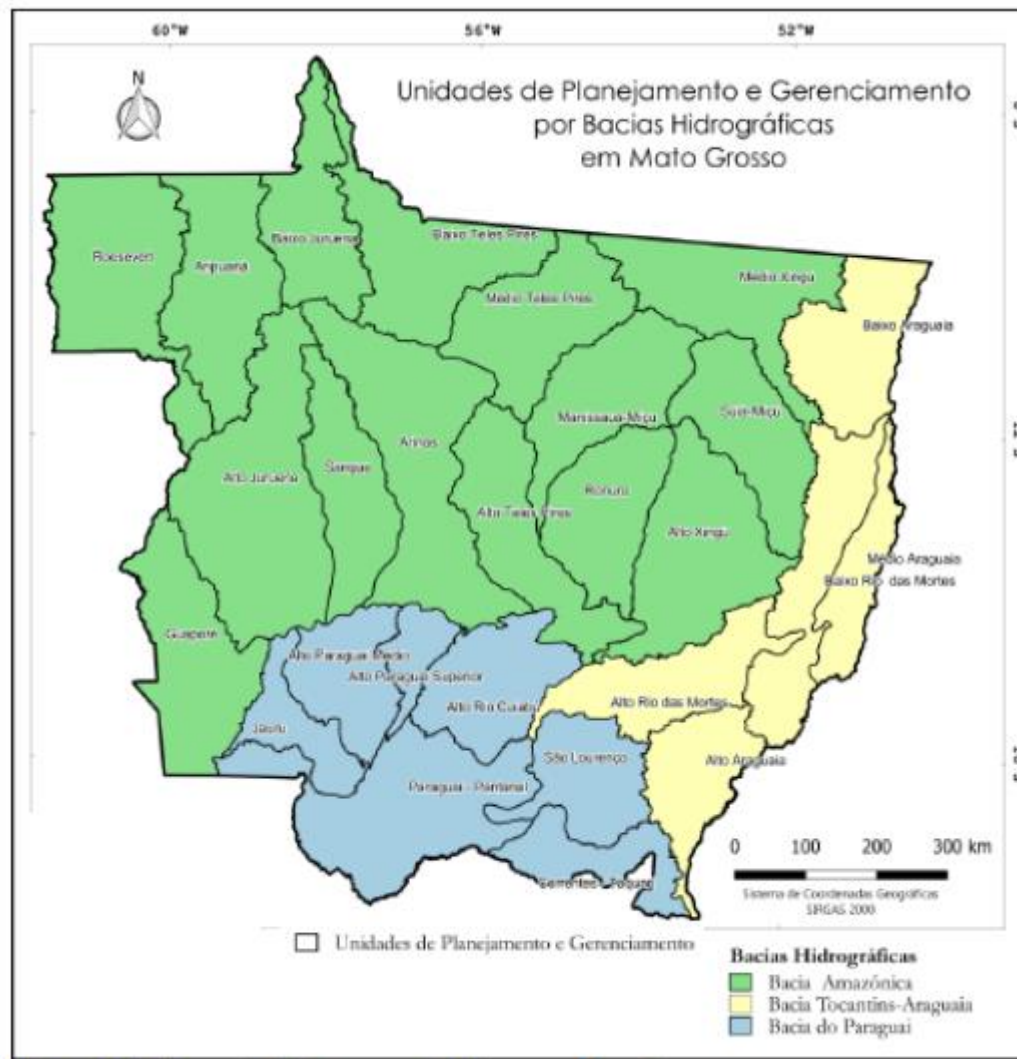 60°W 56°W 52°W
N
Unidades de Planejamento e Gerenciamento
por Bacias Hidrográficas
em Mato Grosso
Baixo Juruena
Baixo Teles Pires
Roosevelt
Aripuanã
Médio Xingú
Médio Teles Pires
Baixo Araguaia
Manissauá-Miçu
Suiá-Miçu
Arinos
Alto Juruena
Sangue
Ronuro
Alto Teles Pires
Alto Xingú
Médio Araguaia
Baixo Rio das Mortes
Guaporé
Alto Paraguai Médio
Alto Paraguai Superior
Alto Rio Cuiabá
Alto Rio das Mortes
Jauru
São Lourenço
Alto Araguaia
Paraguai - Pantanal
Correntes - Taquari
0 100 200 300 km
Sistema de Coordenadas Geográficas
SIRGAS 2000
Unidades de Planejamento e Gerenciamento
Bacias Hidrográficas
Bacia Amazônica
Bacia Tocantins-Araguaia
Bacia do Paraguai